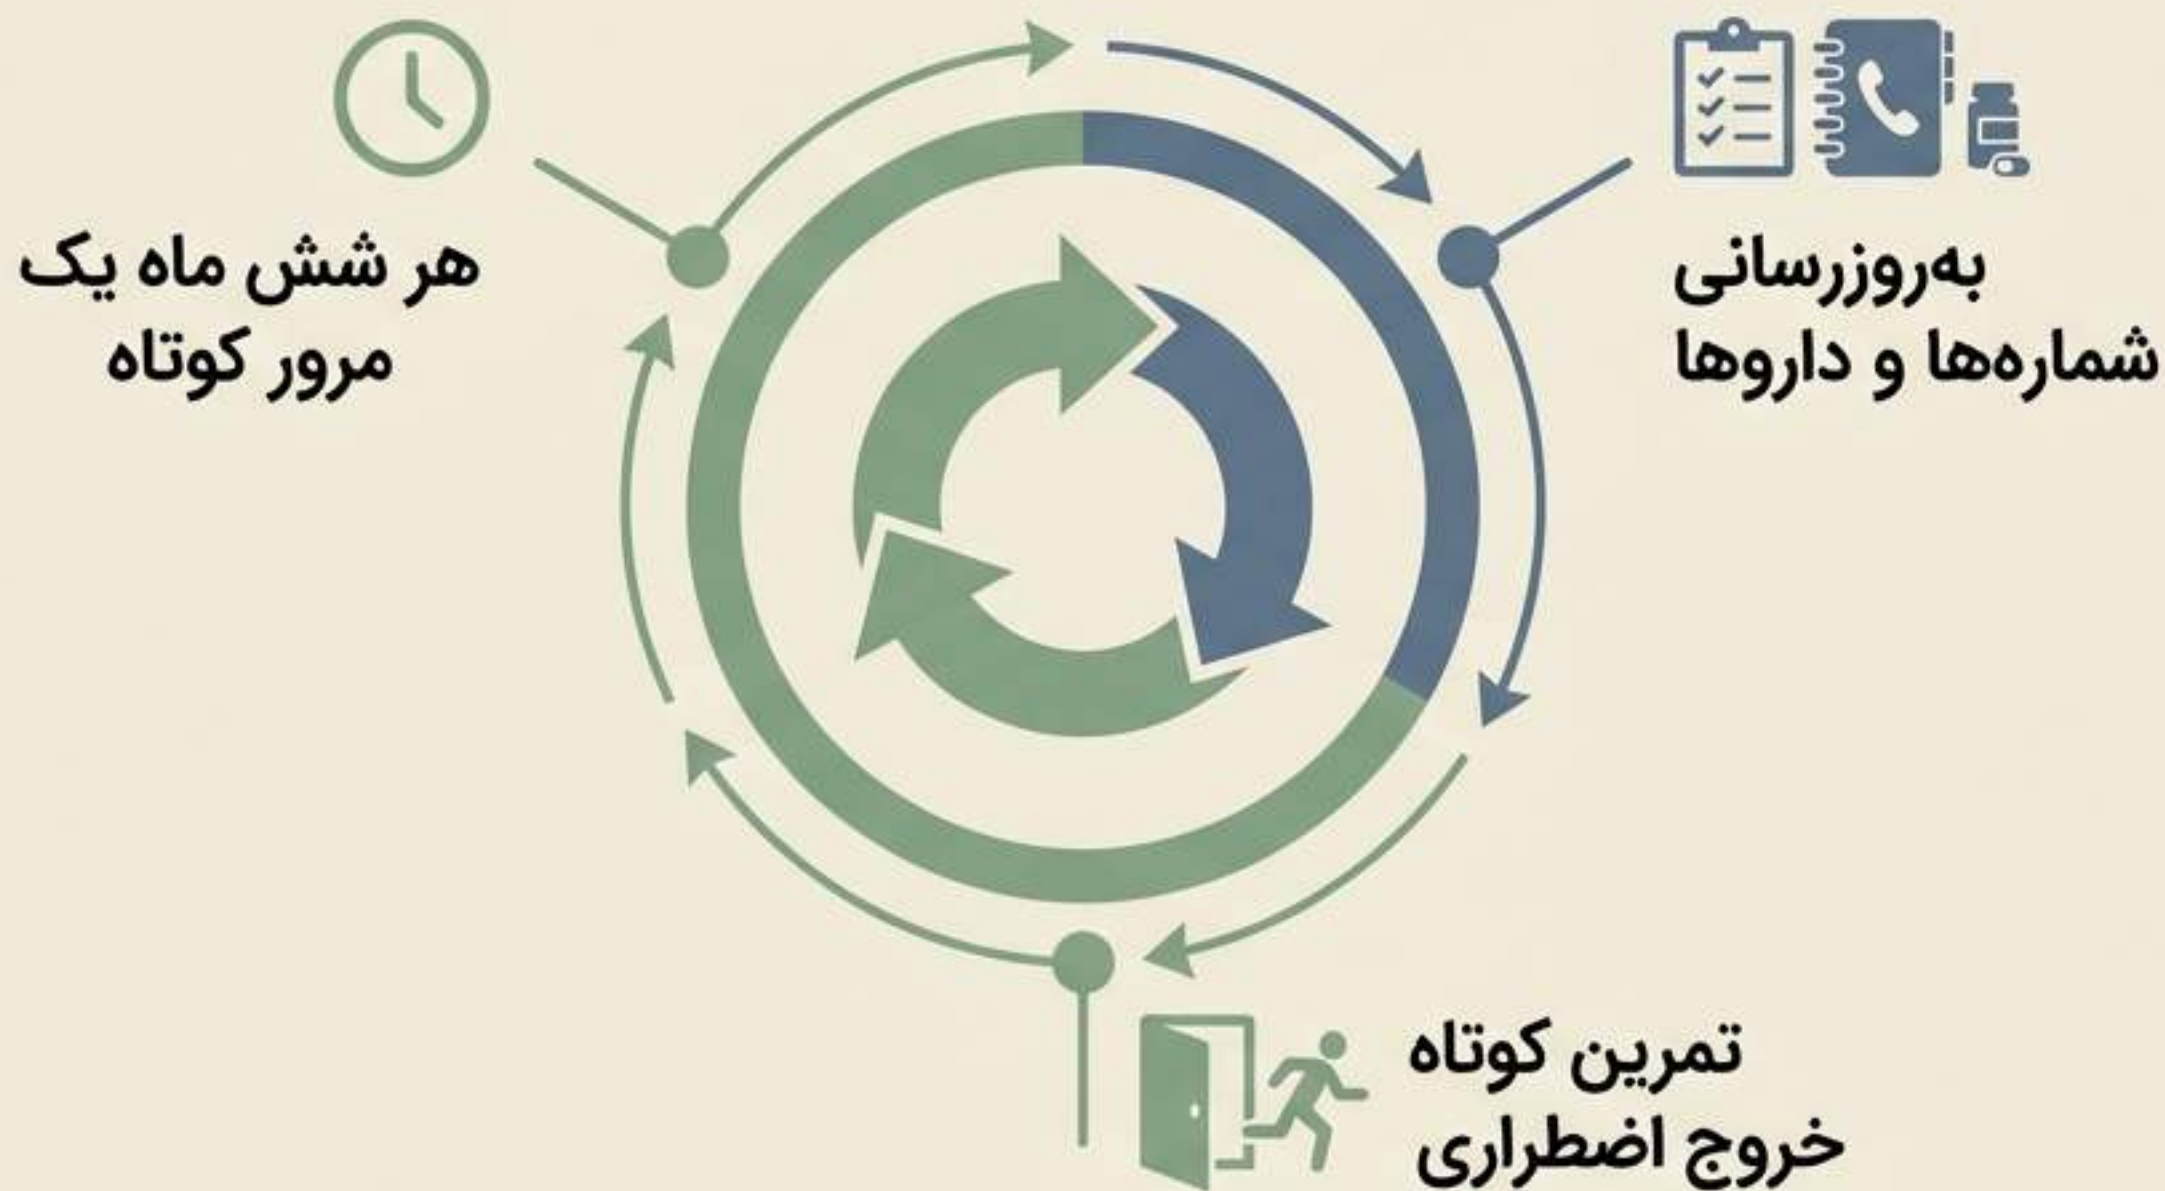 به‌روزرسانی
شماره‌ها و داروها
هر شش ماه یک
مرور کوتاه
تمرین کوتاه
خروج اضطراری